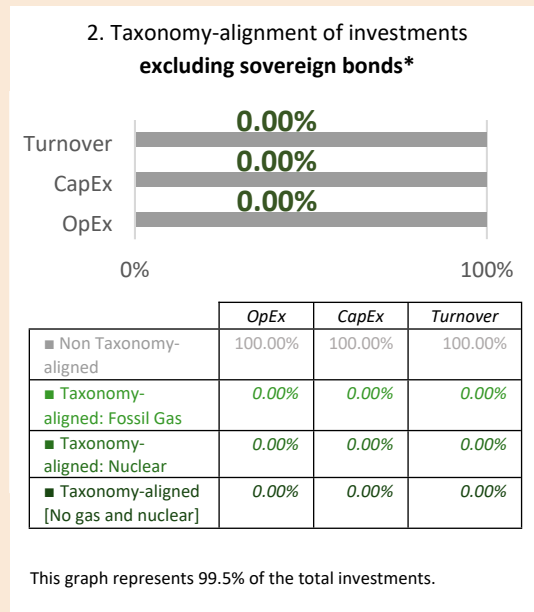 2. Taxonomy-alignment of investments
excluding sovereign bonds*
0.00%
Turnover
0.00%
CapEx
0.00%
OpEx
0% 100%
OpEx CapEx Turnover
■ Non Taxonomy-
aligned 100.00% 100.00% 100.00%
■ Taxonomy-
aligned: Fossil Gas 0.00% 0.00% 0.00%
■ Taxonomy-
aligned: Nuclear 0.00% 0.00% 0.00%
■ Taxonomy-aligned
[No gas and nuclear] 0.00% 0.00% 0.00%
This graph represents 99.5% of the total investments.